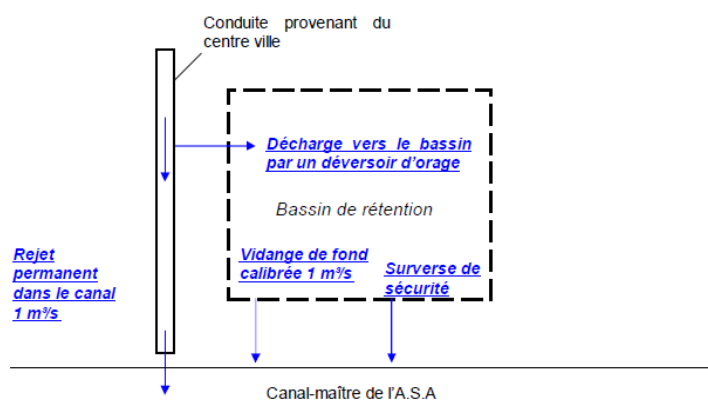 Conduite provenant du
centre ville
Décharge vers le bassin
par un déversoir d'orage
Bassin de rétention
Rejet
permanent
dans le canal
1 m³/s
Vidange de fond
calibrée 1 m³/s
Surverse de
sécurité
Canal-maître de l'A.S.A